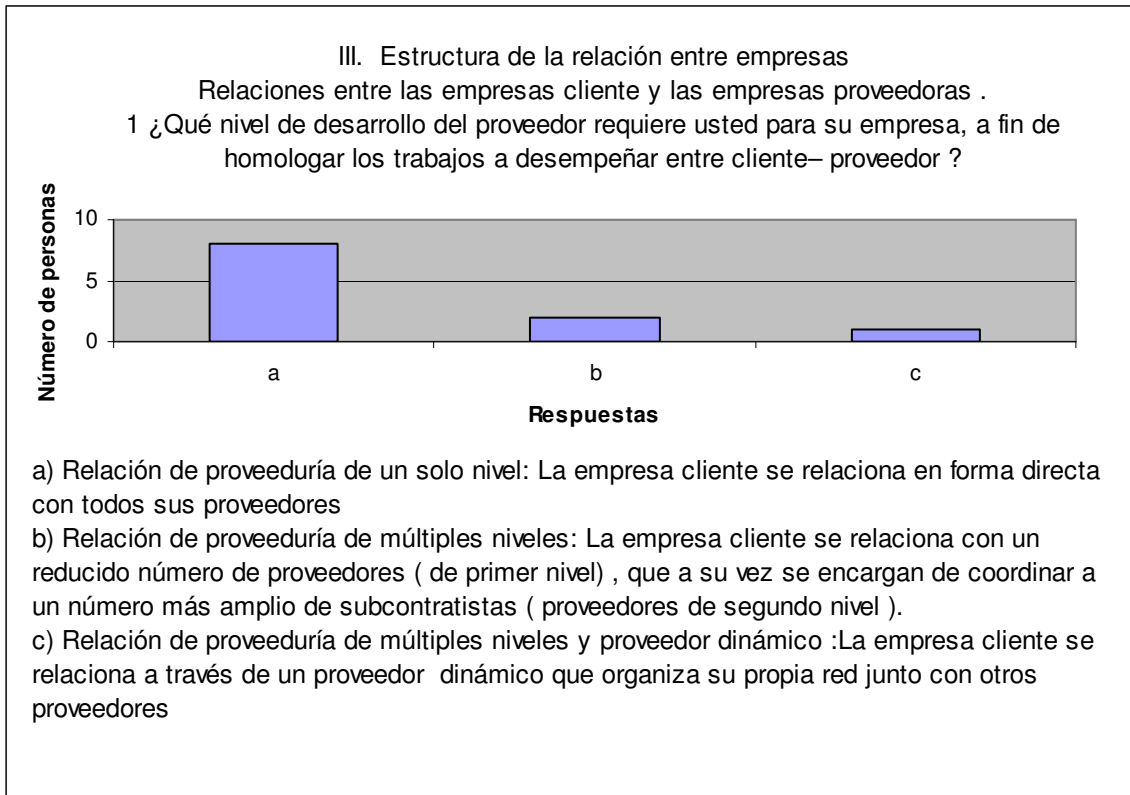 III. Estructura de la relación entre empresas
Relaciones entre las empresas cliente y las empresas proveedoras .
1 ¿Qué nivel de desarrollo del proveedor requiere usted para su empresa, a fin de
homologar los trabajos a desempeñar entre cliente– proveedor ?
Número de personas
10
5
0
a
b
c
Respuestas
a) Relación de proveeduría de un solo nivel: La empresa cliente se relaciona en forma directa
con todos sus proveedores
b) Relación de proveeduría de múltiples niveles: La empresa cliente se relaciona con un
reducido número de proveedores ( de primer nivel) , que a su vez se encargan de coordinar a
un número más amplio de subcontratistas ( proveedores de segundo nivel ).
c) Relación de proveeduría de múltiples niveles y proveedor dinámico :La empresa cliente se
relaciona a través de un proveedor dinámico que organiza su propia red junto con otros
proveedores